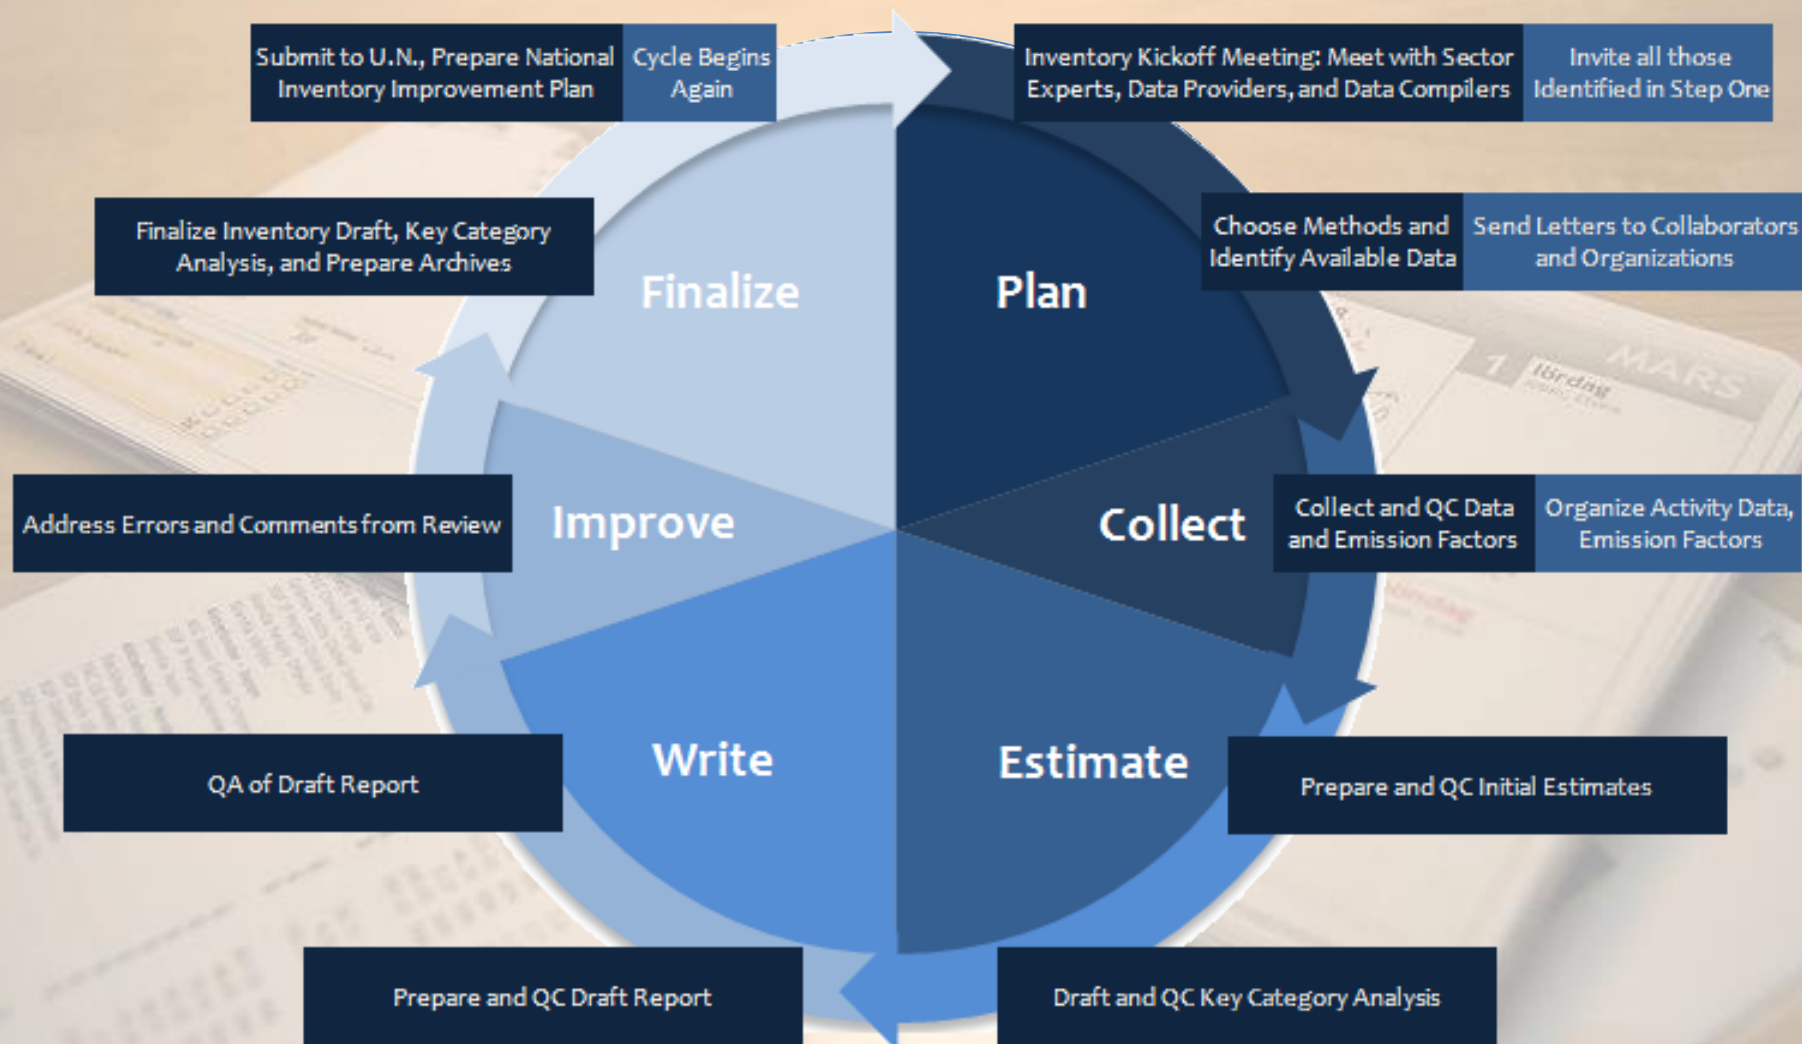 Submit to U.N., Prepare National
Inventory Improvement Plan
Cycle Begins
Again
Inventory Kickoff Meeting: Meet with Sector
Experts, Data Providers, and Data Compilers
Invite all those
Identified in Step One
Finalize Inventory Draft, Key Category
Analysis, and Prepare Archives
Choose Methods and
Identify Available Data
Send Letters to Collaborators
and Organizations
Finalize
Plan
MARS
1
lördag
Address Errors and Comments from Review
Improve
Collect
Collect and QC Data
and Emission Factors
Organize Activity Data,
Emission Factors
QA of Draft Report
Write
Estimate
Prepare and QC Initial Estimates
Prepare and QC Draft Report
Draft and QC Key Category Analysis